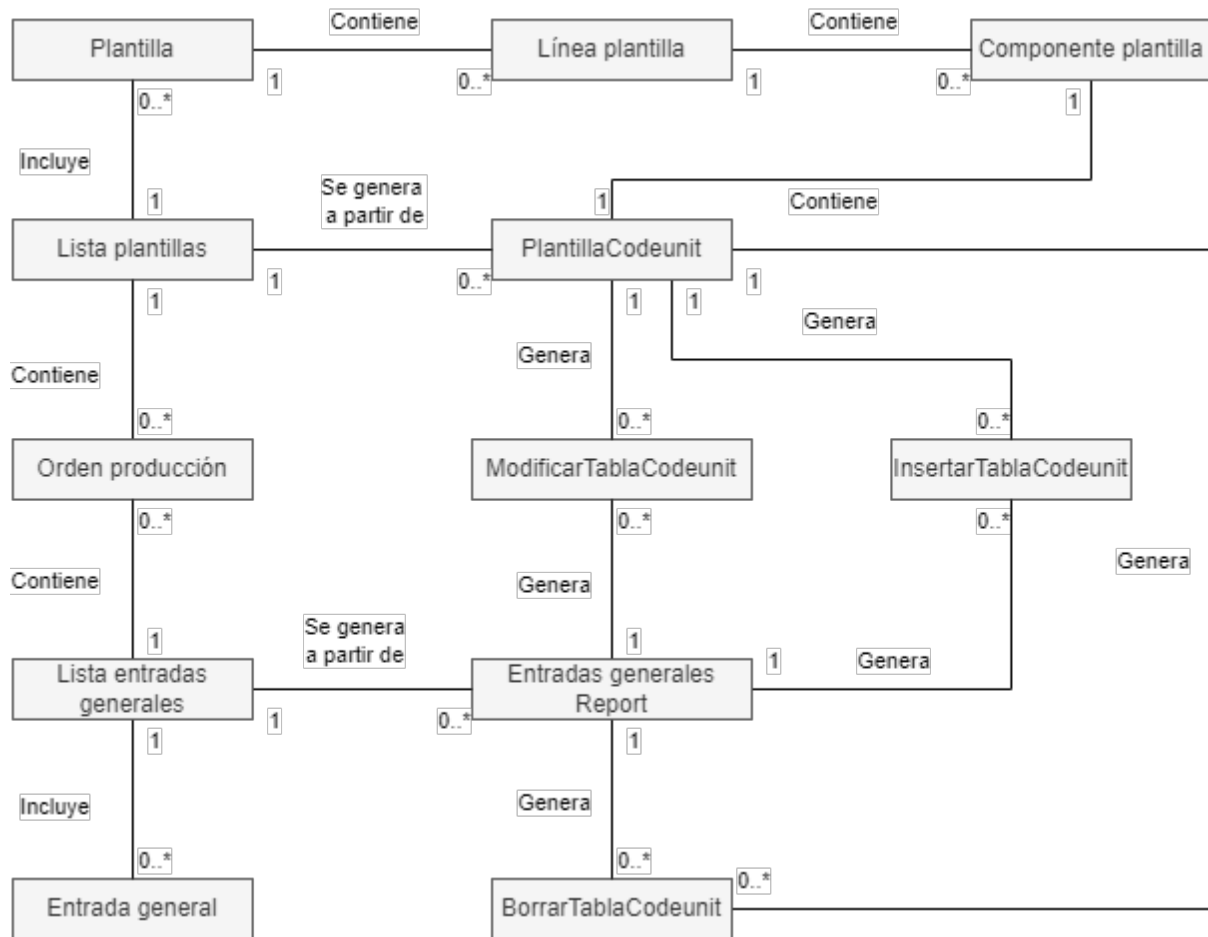 Contiene
Contiene
Plantilla
Línea plantilla
Componente plantilla
1
0..*
1
0..*
0..*
1
Incluye
Se genera
a partir de
1
1
Contiene
Lista plantillas
PlantillaCodeunit
1
0..*
1
1
1
1
Genera
Genera
Contiene
0..*
0..*
0..*
Orden producción
ModificarTablaCodeunit
InsertarTablaCodeunit
0..*
0..*
0..*
Genera
Contiene
Genera
Se genera
a partir de
1
1
1
Genera
Lista entradas
generales
Entradas generales
Report
1
0..*
1
1
Incluye
Genera
0..*
0..*
0..*
Entrada general
BorrarTablaCodeunit